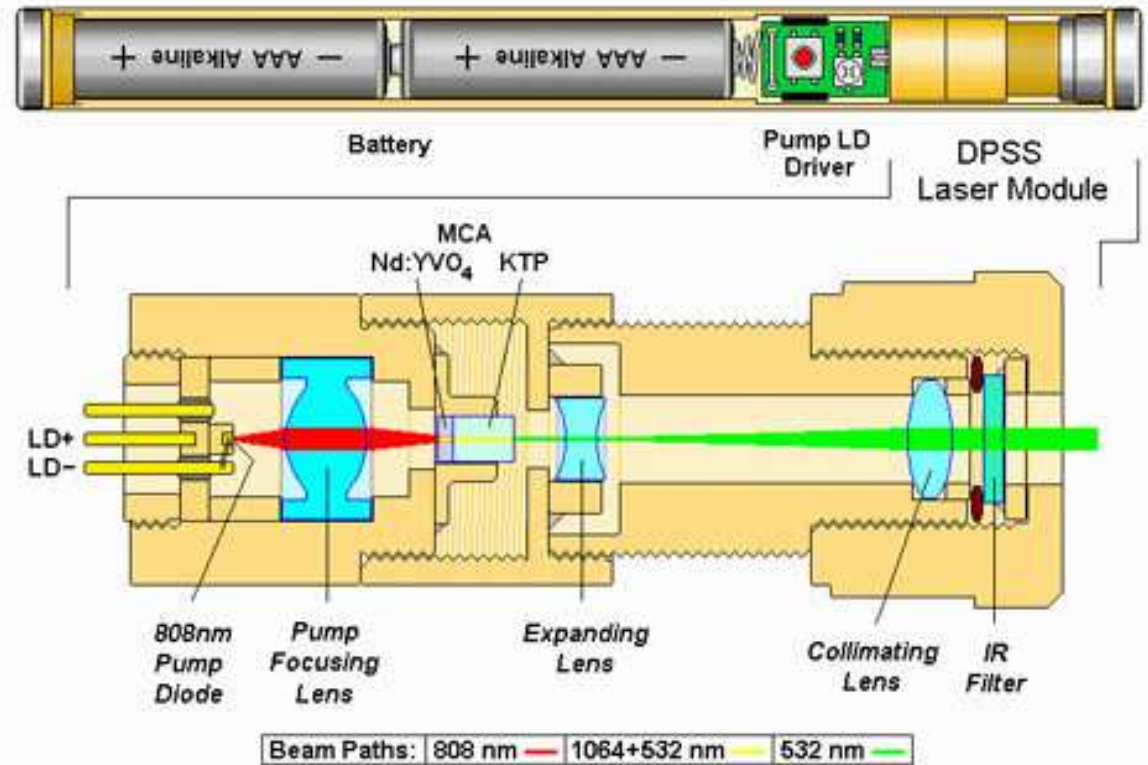 + AAA Alkaline −
+ AAA Alkaline −
Battery
Pump LD
Driver
DPSS
Laser Module
MCA
Nd:YVO₄ KTP
LD+
LD−
808nm
Pump
Diode
Pump
Focusing
Lens
Expanding
Lens
Collimating
Lens
IR
Filter
Beam Paths: 808 nm 1064+532 nm 532 nm